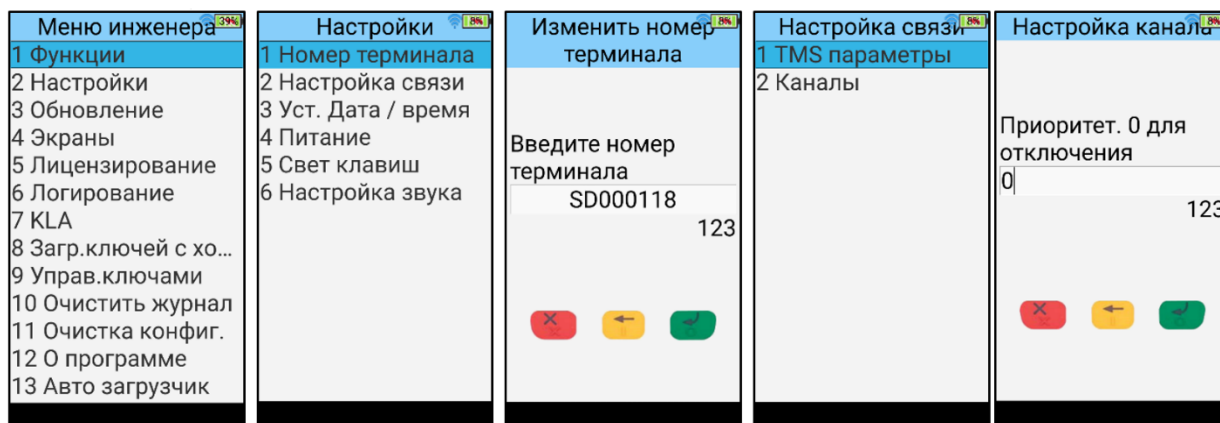 Меню инженера
39%
1 Функции
2 Настройки
3 Обновление
4 Экраны
5 Лицензирование
6 Логирование
7 KLA
8 Загр.ключей с хо...
9 Управ.ключами
10 Очистить журнал
11 Очистка конфиг.
12 О программе
13 Авто загрузчик
Настройки
8%
1 Номер терминала
2 Настройка связи
3 Уст. Дата / время
4 Питание
5 Свет клавиш
6 Настройка звука
Изменить номер
8%
терминала
Введите номер
терминала
SD000118
123
Настройка связи
8%
1 TMS параметры
2 Каналы
Настройка канала
8%
Приоритет. 0 для
отключения
0
123